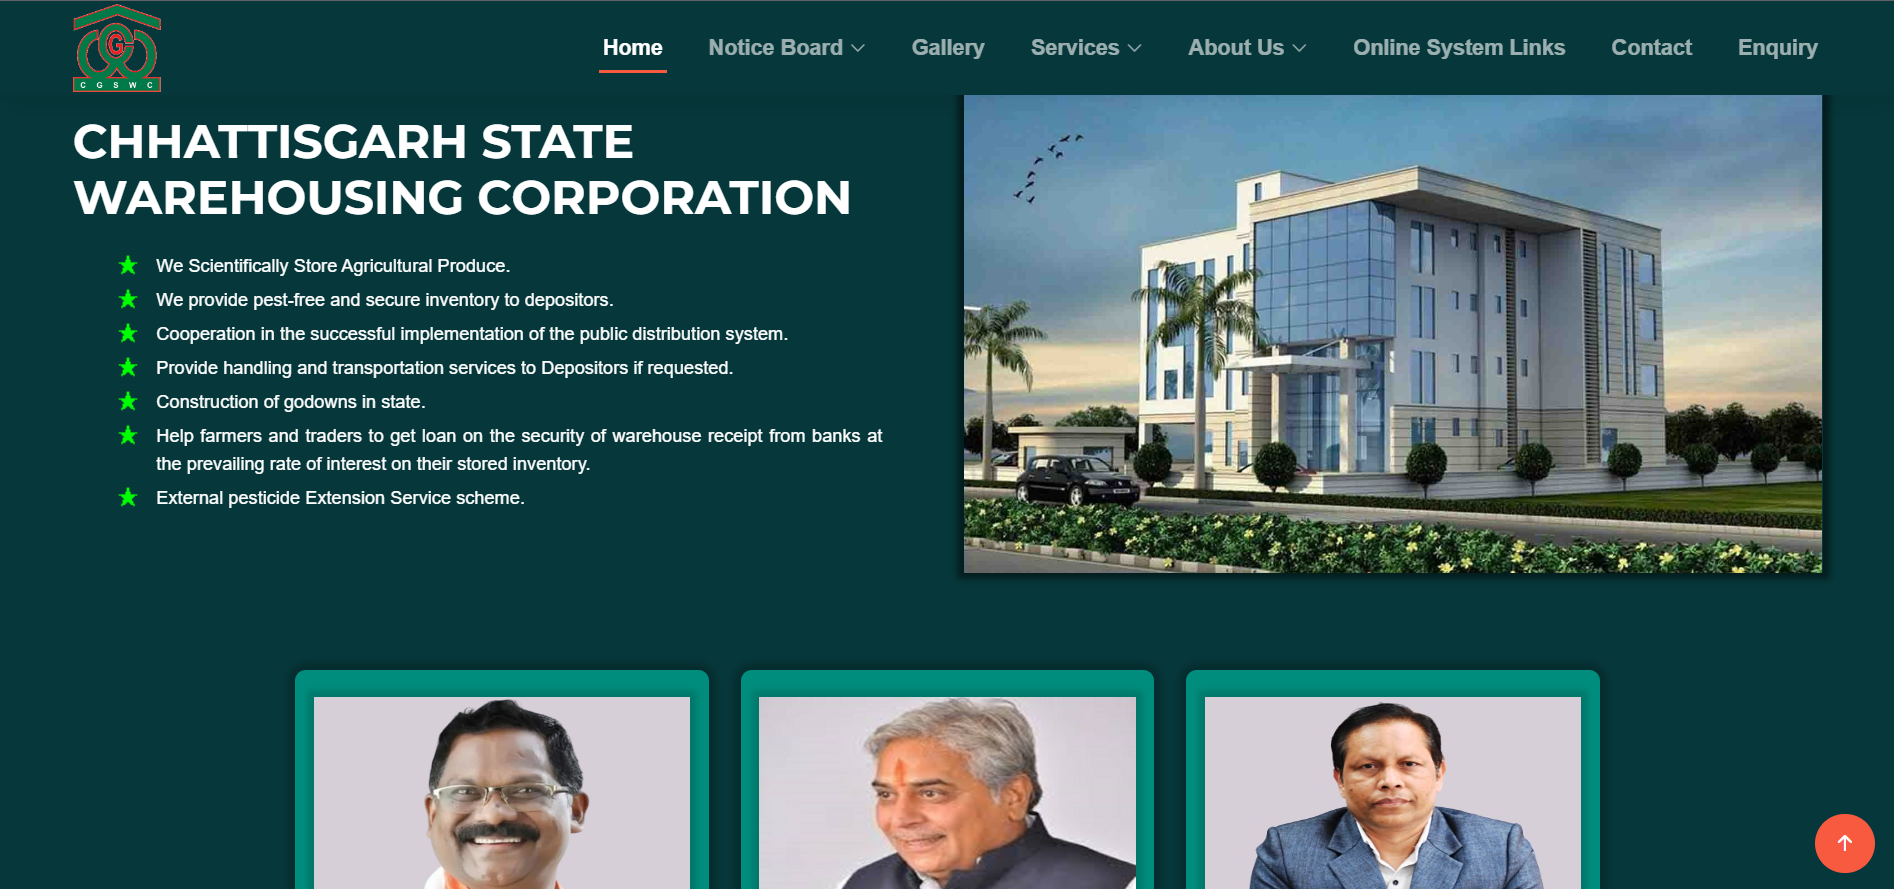 G
C G S W C
Home
Notice Board
Gallery
Services
About Us
Online System Links
Contact
Enquiry
CHHATTISGARH STATE
WAREHOUSING CORPORATION
We Scientifically Store Agricultural Produce.
We provide pest-free and secure inventory to depositors.
Cooperation in the successful implementation of the public distribution system.
Provide handling and transportation services to Depositors if requested.
Construction of godowns in state.
Help farmers and traders to get loan on the security of warehouse receipt from banks at
the prevailing rate of interest on their stored inventory.
External pesticide Extension Service scheme.